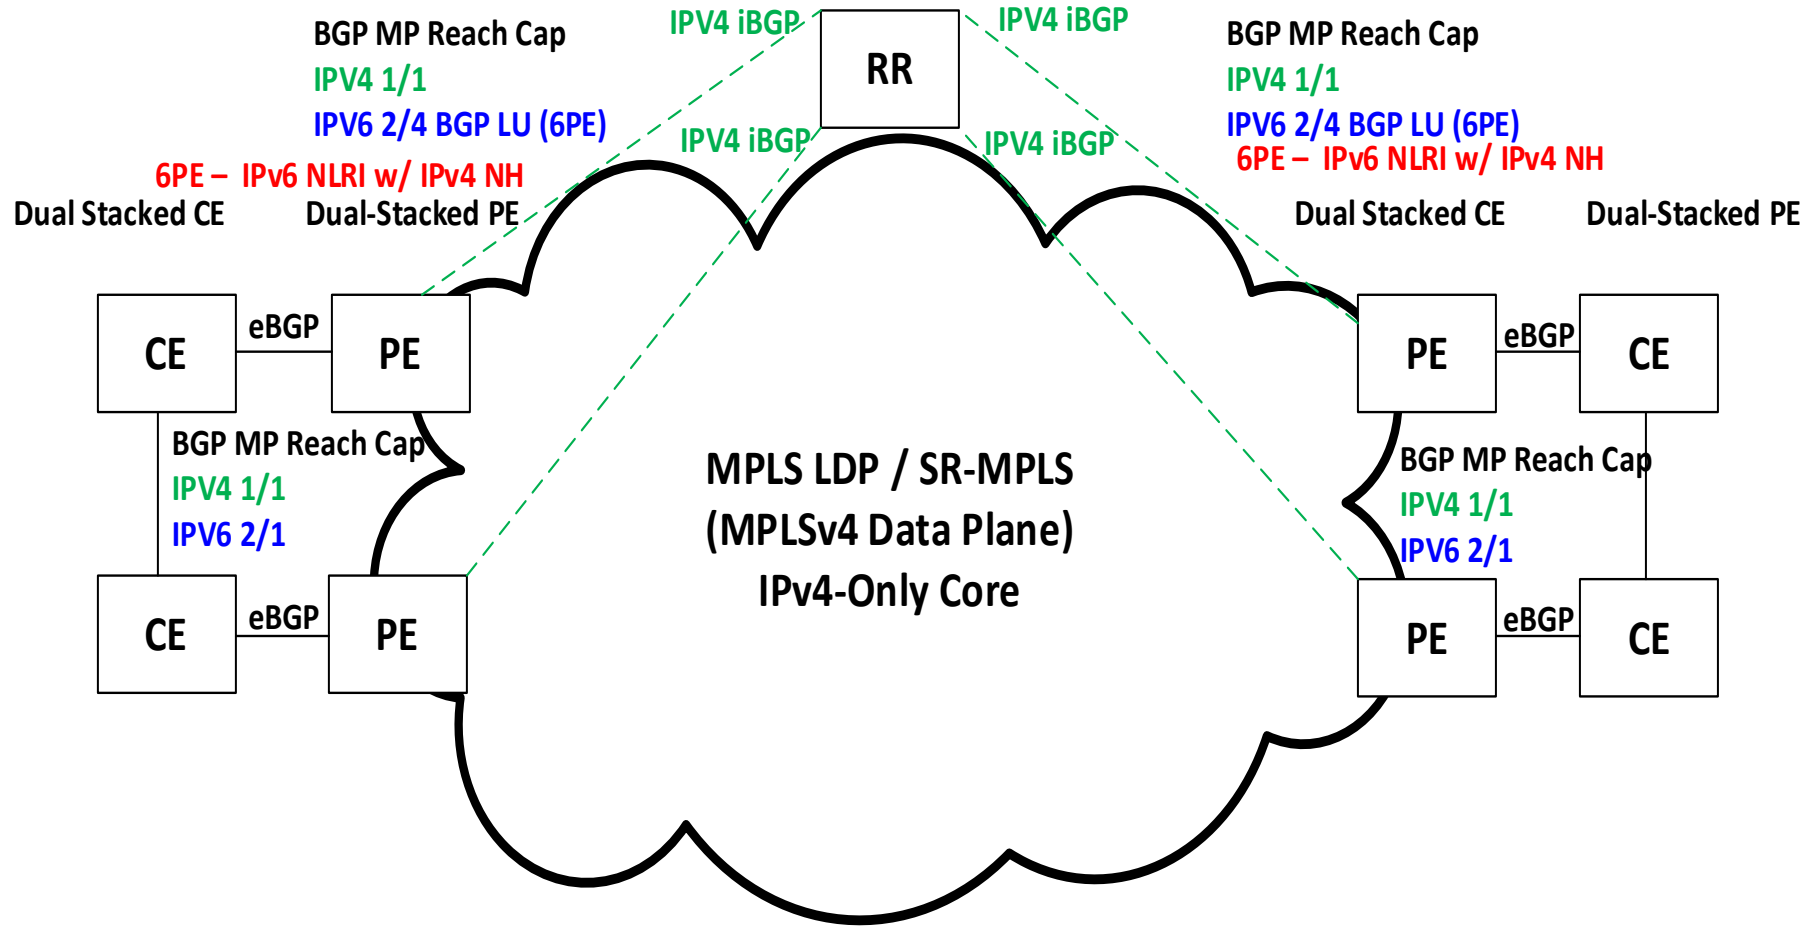 IPV4 iBGP
IPV4 iBGP
BGP MP Reach Cap
IPV4 1/1
IPV6 2/4 BGP LU (6PE)
6PE – IPv6 NLRI w/ IPv4 NH
RR
BGP MP Reach Cap
IPV4 1/1
IPV6 2/4 BGP LU (6PE)
6PE – IPv6 NLRI w/ IPv4 NH
IPV4 iBGP
IPV4 iBGP
Dual Stacked CE
Dual-Stacked PE
Dual Stacked CE
Dual-Stacked PE
CE
eBGP
PE
PE
eBGP
CE
BGP MP Reach Cap
IPV4 1/1
IPV6 2/1
MPLS LDP / SR-MPLS
(MPLSv4 Data Plane)
IPv4-Only Core
BGP MP Reach Cap
IPV4 1/1
IPV6 2/1
CE
eBGP
PE
PE
eBGP
CE